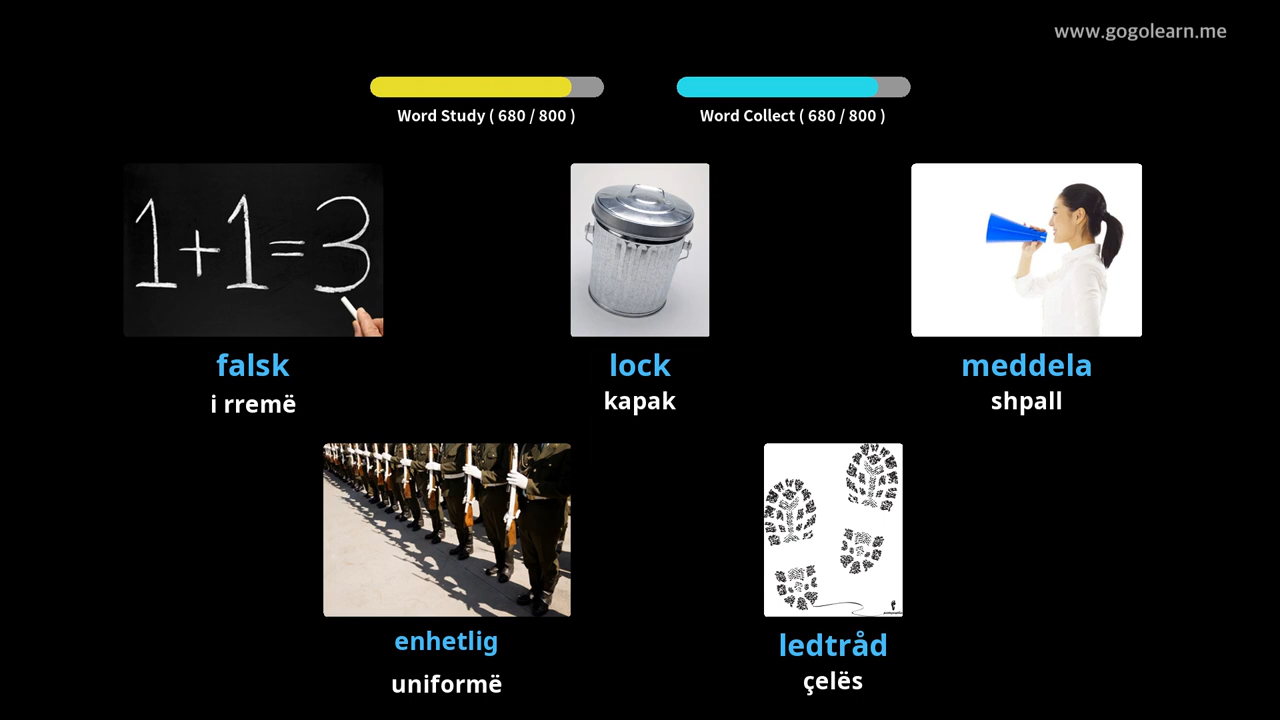 www.gogolearn.me
Word Study ( 680 / 800 )
Word Collect ( 680 / 800 )
1+1=3
falsk
i rremë
lock
kapak
meddela
shpall
enhetlig
uniformë
ledtråd
çelës